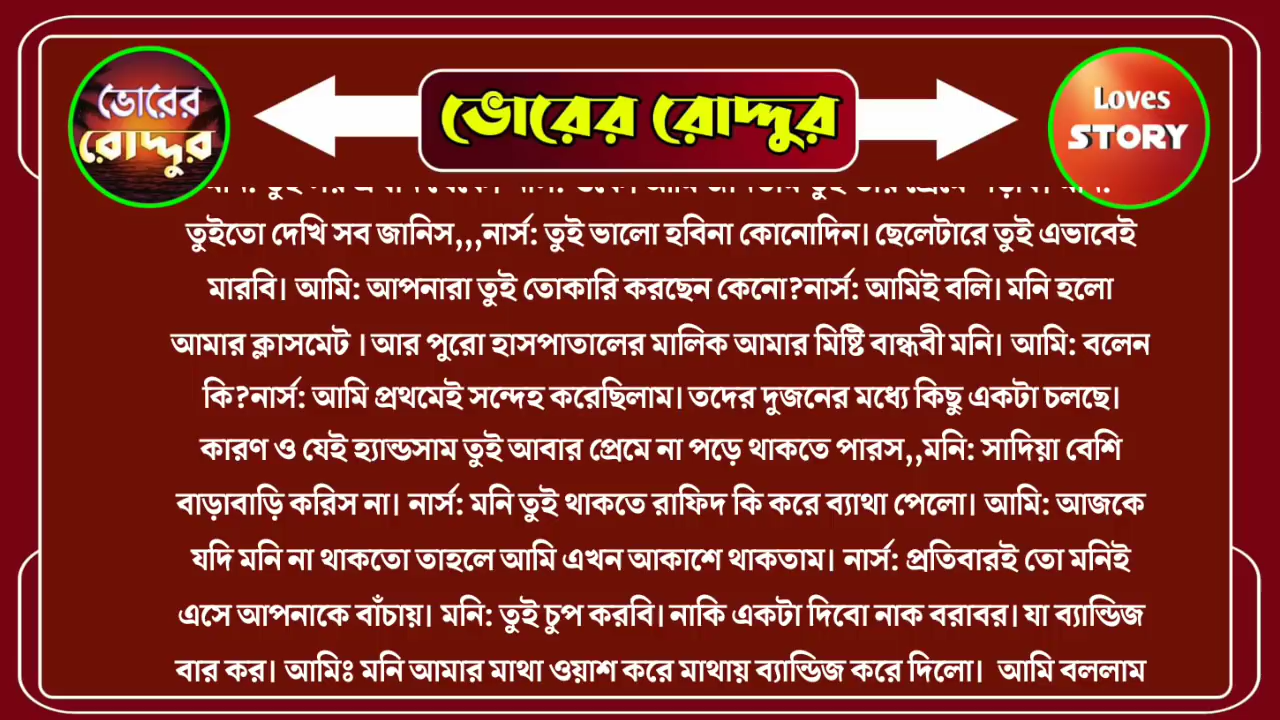 ভোরের
রোদ্দুর
ভোরের রোদ্দুর
Loves
STORY
তুইতো দেখি সব জানিস,,,নার্স: তুই ভালো হবিনা কোনোদিন। ছেলেটারে তুই এভাবেই
মারবি। আমি: আপনারা তুই তোকারি করছেন কেনো?নার্স: আমিই বলি। মনি হলো
আমার ক্লাসমেট । আর পুরো হাসপাতালের মালিক আমার মিষ্টি বান্ধবী মনি। আমি: বলেন
কি?নার্স: আমি প্রথমেই সন্দেহ করেছিলাম। তদের দুজনের মধ্যে কিছু একটা চলছে।
কারণ ও যেই হ্যান্ডসাম তুই আবার প্রেমে না পড়ে থাকতে পারস,,মনি: সাদিয়া বেশি
বাড়াবাড়ি করিস না। নার্স: মনি তুই থাকতে রাফিদ কি করে ব্যাথা পেলো। আমি: আজকে
যদি মনি না থাকতো তাহলে আমি এখন আকাশে থাকতাম। নার্স: প্রতিবারই তো মনিই
এসে আপনাকে বাঁচায়। মনি: তুই চুপ করবি। নাকি একটা দিবো নাক বরাবর। যা ব্যান্ডিজ
বার কর। আমিঃ মনি আমার মাথা ওয়াশ করে মাথায় ব্যান্ডিজ করে দিলো। আমি বললাম